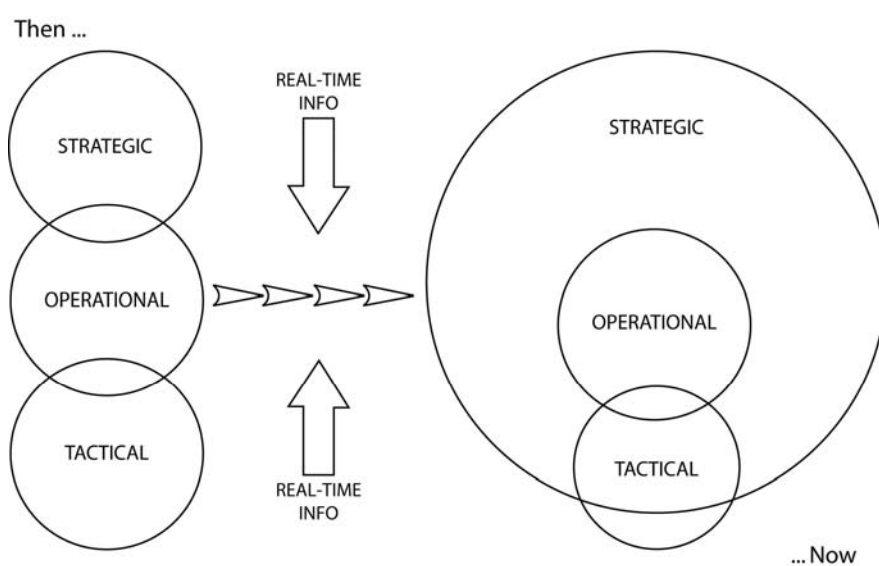 Then ...
STRATEGIC
OPERATIONAL
TACTICAL
REAL-TIME
INFO
REAL-TIME
INFO
STRATEGIC
OPERATIONAL
TACTICAL
... Now